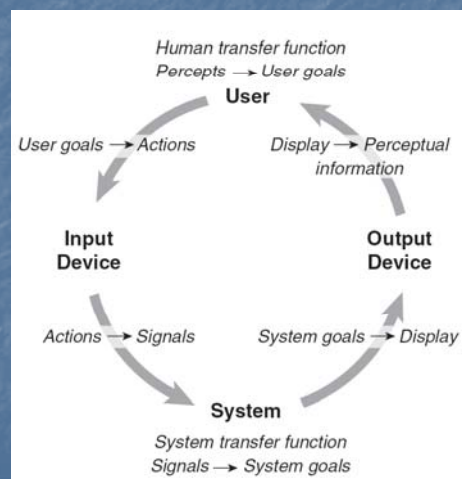 Human transfer function
Percepts → User goals
User
User goals → Actions
Display → Perceptual
information
Input
Device
Output
Device
Actions → Signals
System goals → Display
System
System transfer function
Signals → System goals